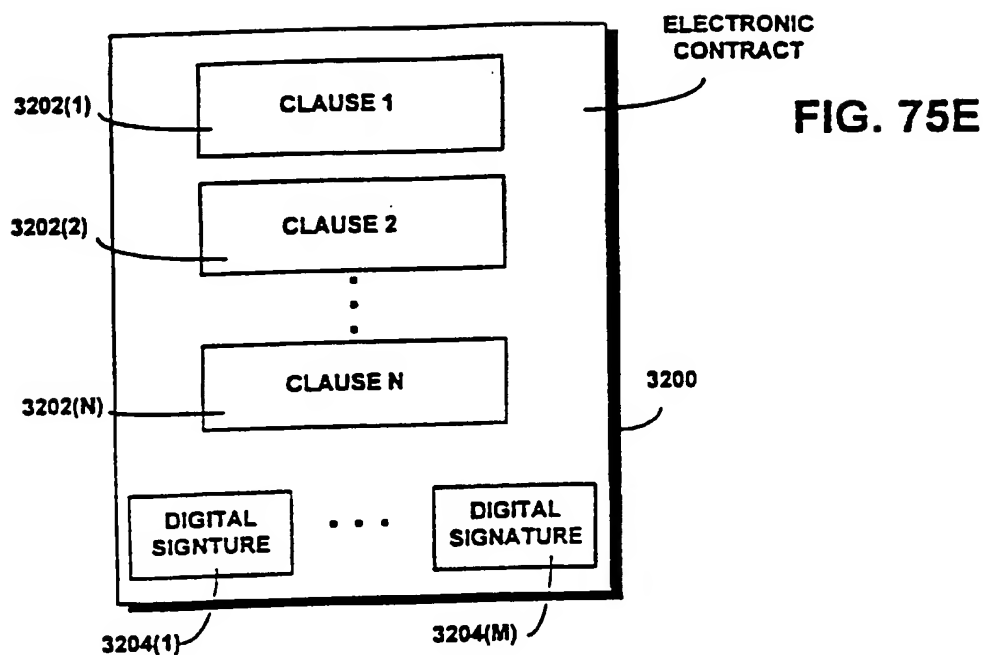 ELECTRONIC
CONTRACT
FIG. 75E
3202(1)
CLAUSE 1
3202(2)
CLAUSE 2
3202(N)
CLAUSE N
3200
DIGITAL
SIGNTURE
DIGITAL
SIGNATURE
3204(1)
3204(M)